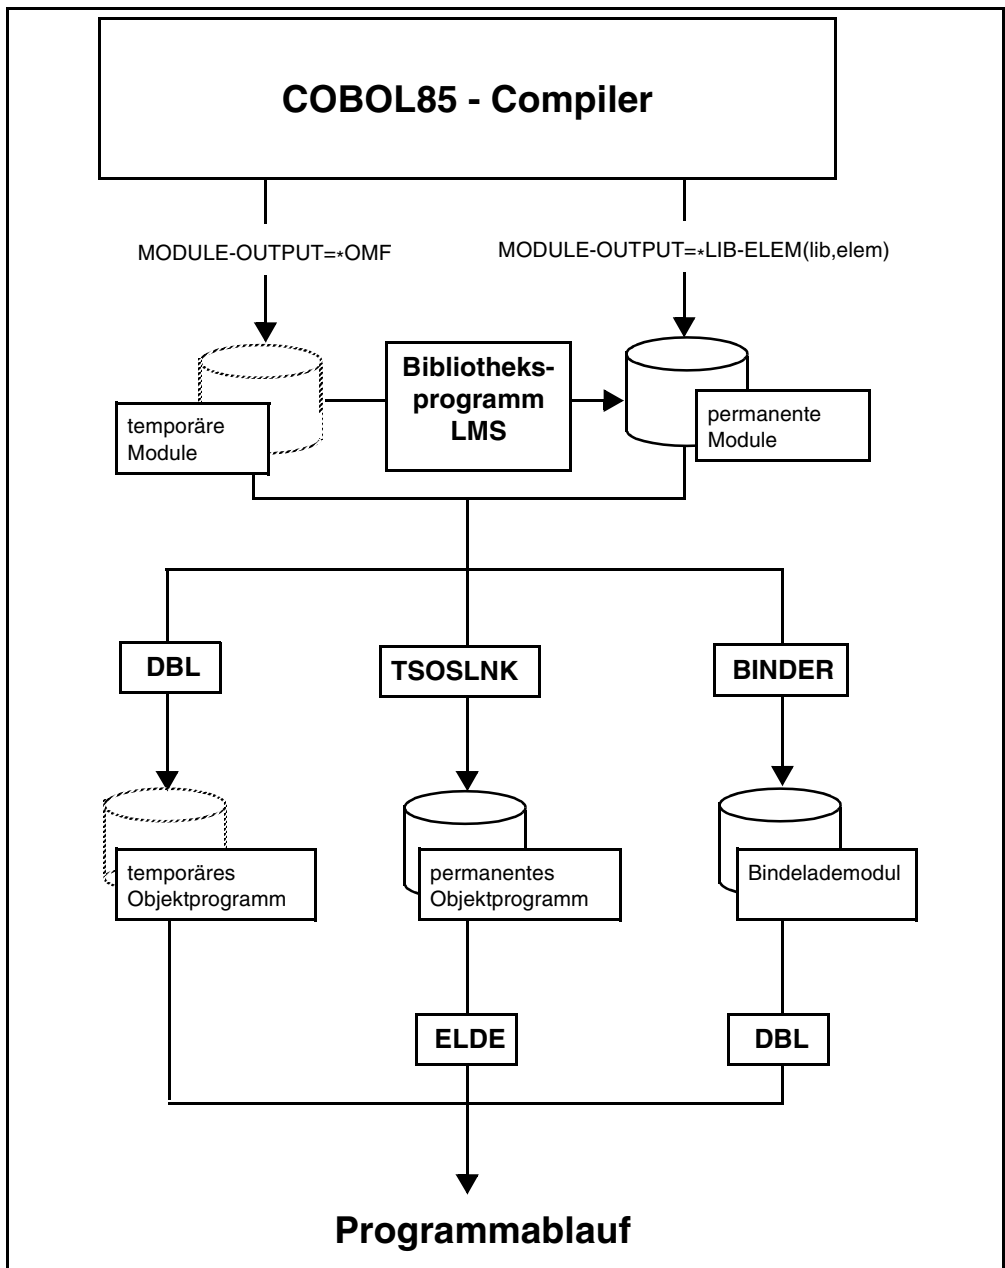 COBOL85 - Compiler
MODULE-OUTPUT=*OMF
MODULE-OUTPUT=*LIB-ELEM(lib,elem)
Bibliotheks-
programm
LMS
temporäre
Module
permanente
Module
DBL
TSOSLNK
BINDER
temporäres
Objektprogramm
permanentes
Objektprogramm
Bindelademodul
ELDE
DBL
Programmablauf